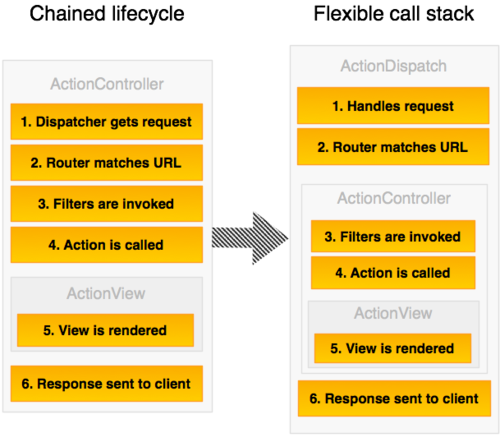 Chained lifecycle
ActionController
1. Dispatcher gets request
2. Router matches URL
3. Filters are invoked
4. Action is called
ActionView
5. View is rendered
6. Response sent to client
Flexible call stack
ActionDispatch
1. Handles request
2. Router matches URL
ActionController
3. Filters are invoked
4. Action is called
ActionView
5. View is rendered
6. Response sent to client